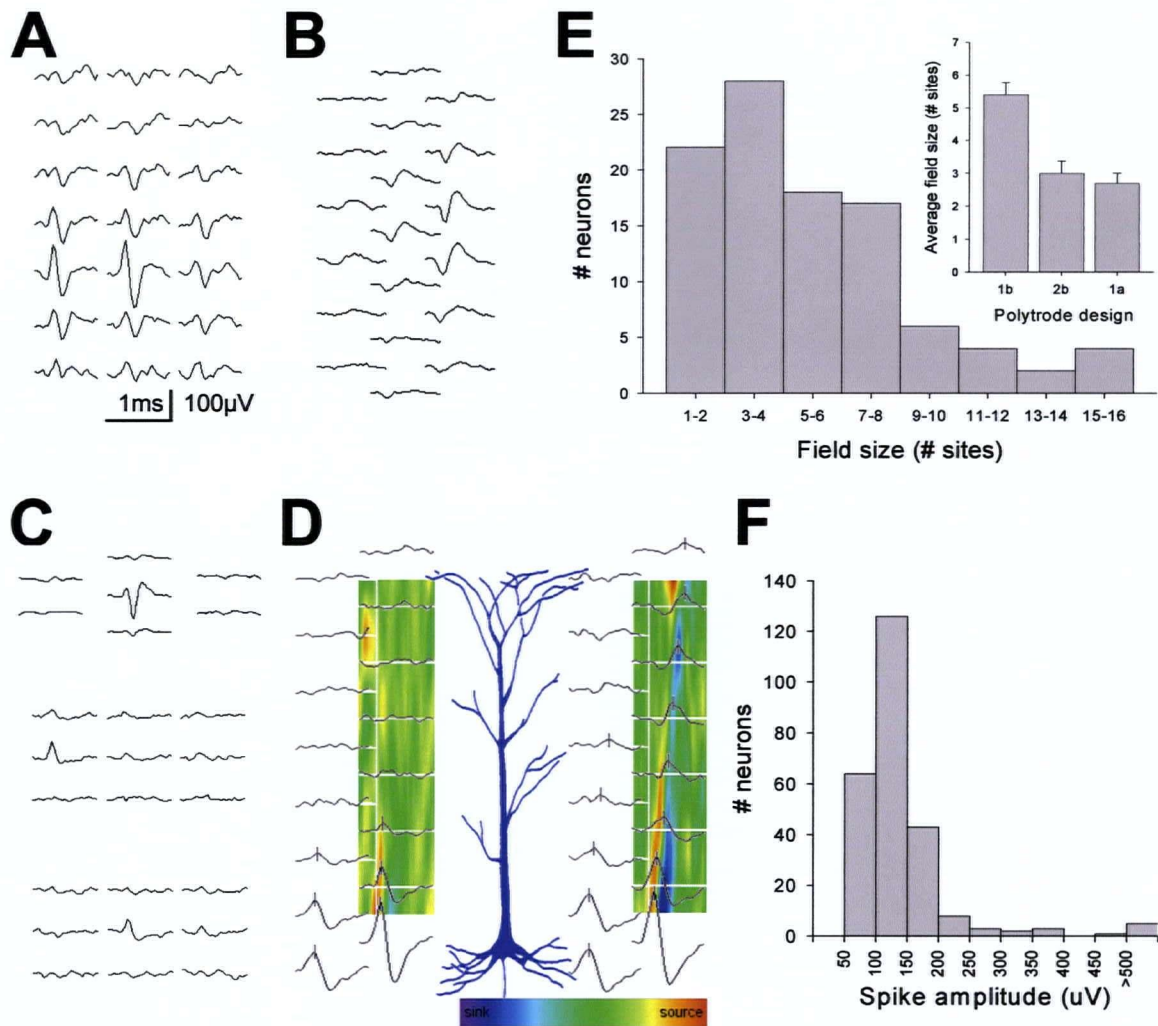 A
B
E
1ms 100µV
# neurons
30
25
20
15
10
5
0
1-2 3-4 5-6 7-8 9-10 11-12 13-14 15-16
Field size (# sites)
Average field size (# sites)
7
6
5
4
3
2
1
0
1b 2b 1a
Polytrode design
C
D
F
sink source
# neurons
140
120
100
80
60
40
20
0
50 100 150 200 250 300 350 400 450 >500
Spike amplitude (uV)